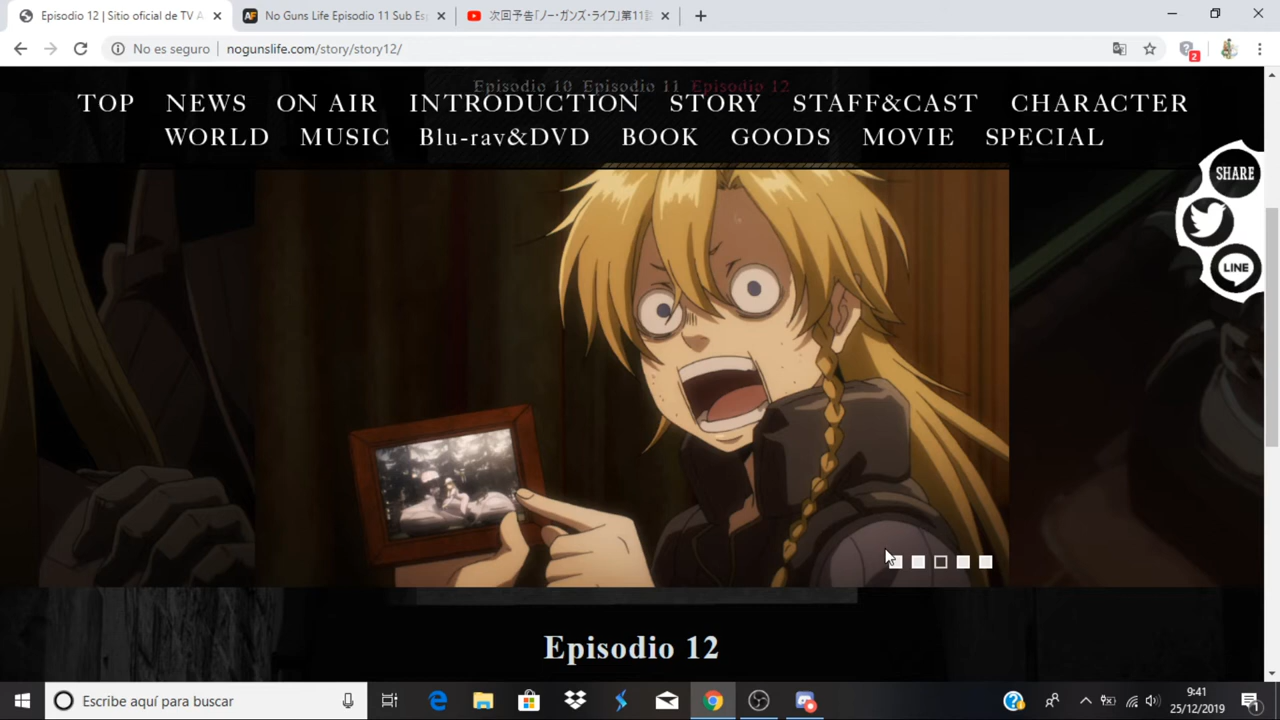 Episodio 12 | Sitio oficial de TV A
No Guns Life Episodio 11 Sub Es
次回予告「ノー・ガンズ・ライフ」第11話
No es seguro
nogunslife.com/story/story12/
2
Episodio 10 Episodio 11 Episodio 12
TOP NEWS ON AIR INTRODUCTION STORY STAFF&CAST CHARACTER
WORLD MUSIC Blu-ray&DVD BOOK GOODS MOVIE SPECIAL
SHARE
LINE
Episodio 12
Escribe aquí para buscar
9:41
25/12/2019
1